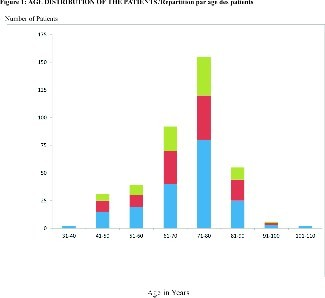 Figure 1: AGE DISTRIBUTION OF THE PATIENTS/Répartition par age des patients
Number of Patients
175
150
125
100
75
50
25
0
31-40 41-50 51-60 61-70 71-80 81-90 91-100 101-110
Age in Years